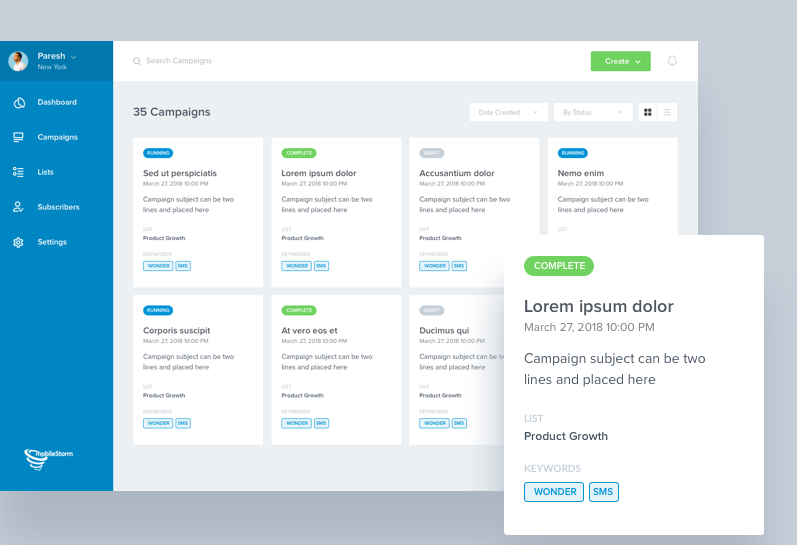 Paresh
New York
Dashboard
Campaigns
Lists
Subscribers
Settings
mobileStorm
Search Campaigns
Create
35 Campaigns
Date Created
By Status
RUNNING
Sed ut perspiciatis
March 27, 2018 10:00 PM
Campaign subject can be two
lines and placed here
LIST
Product Growth
KEYWORDS
WONDER SMS
COMPLETE
Lorem ipsum dolor
March 27, 2018 10:00 PM
Campaign subject can be two
lines and placed here
LIST
Product Growth
KEYWORDS
WONDER SMS
DRAFT
Accusantium dolor
March 27, 2018 10:00 PM
Campaign subject can be two
lines and placed here
LIST
Product Growth
KEYWORDS
WONDER SMS
RUNNING
Nemo enim
March 27, 2018 10:00 PM
Campaign subject can be two
lines and placed here
LIST
RUNNING
Corporis suscipit
March 27, 2018 10:00 PM
Campaign subject can be two
lines and placed here
LIST
Product Growth
KEYWORDS
WONDER SMS
COMPLETE
At vero eos et
March 27, 2018 10:00 PM
Campaign subject can be two
lines and placed here
LIST
Product Growth
KEYWORDS
WONDER SMS
DRAFT
Ducimus qui
March 27, 2018 10:00 PM
Campaign subject can be
lines and placed here
LIST
Product Growth
KEYWORDS
WONDER SMS
COMPLETE
Lorem ipsum dolor
March 27, 2018 10:00 PM
Campaign subject can be two
lines and placed here
LIST
Product Growth
KEYWORDS
WONDER SMS